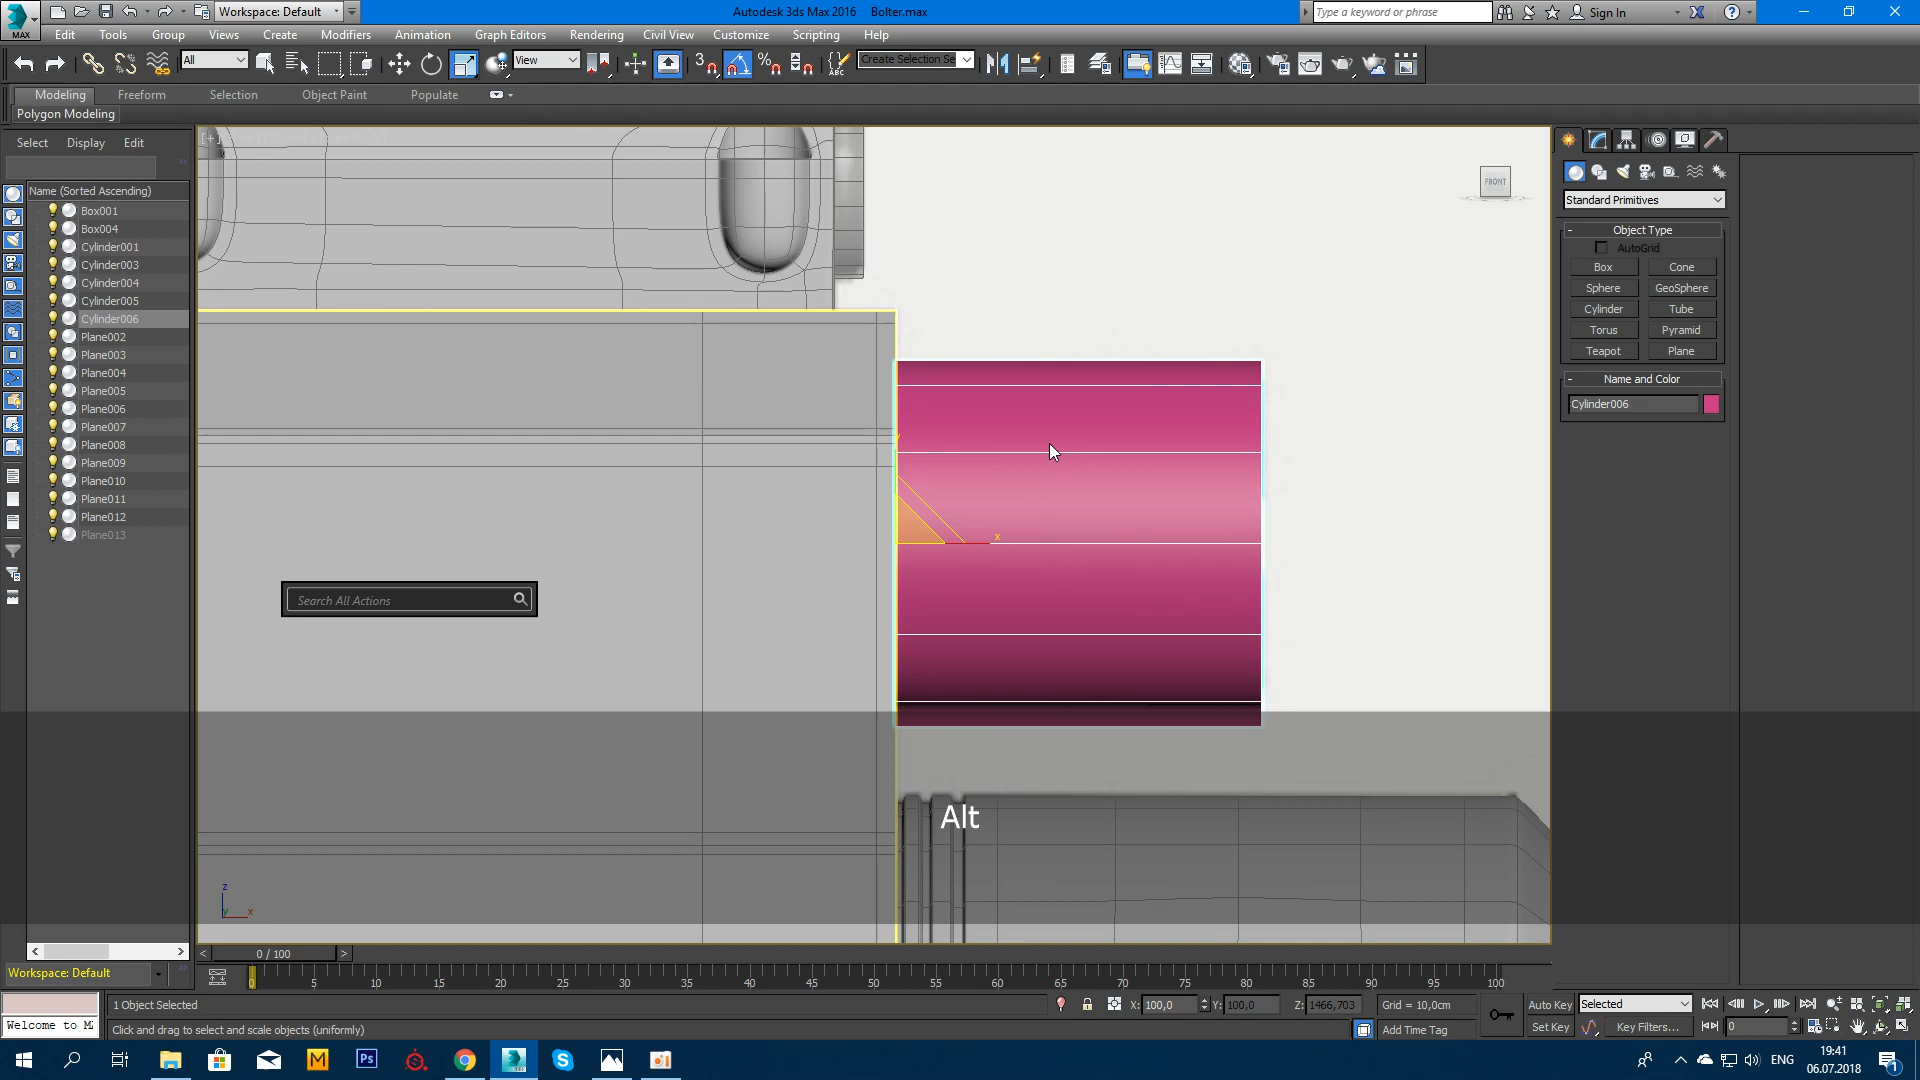 Workspace: Default
Autodesk 3ds Max 2016 Bolter.max
Type a keyword or phrase
Sign In
MAX
Edit Tools Group Views Create Modifiers Animation Graph Editors Rendering Civil View Customize Scripting Help
All
View
3
ABC
Create Selection Se
Modeling Freeform Selection Object Paint Populate
Polygon Modeling
Select Display Edit
[+]
FRONT
Name (Sorted Ascending)
Box001
Box004
Cylinder001
Cylinder003
Cylinder004
Cylinder005
Cylinder006
Plane002
Plane003
Plane004
Plane005
Plane006
Plane007
Plane008
Plane009
Plane010
Plane011
Plane012
Plane013
Standard Primitives
Object Type
AutoGrid
Box Cone
Sphere GeoSphere
Cylinder Tube
Torus Pyramid
Teapot Plane
Name and Color
Cylinder006
x
Search All Actions
Alt
z
y x
0 / 100
Workspace: Default
0 5 10 15 20 25 30 35 40 45 50 55 60 65 70 75 80 85 90 95 100
1 Object Selected
X: 100,0 Y: 100,0 Z: 1466,703
Grid = 10,0cm
Auto Key
Selected
Welcome to M
Click and drag to select and scale objects (uniformly)
Add Time Tag
Set Key
Key Filters...
0
Ps
ENG
19:41
06.07.2018
1